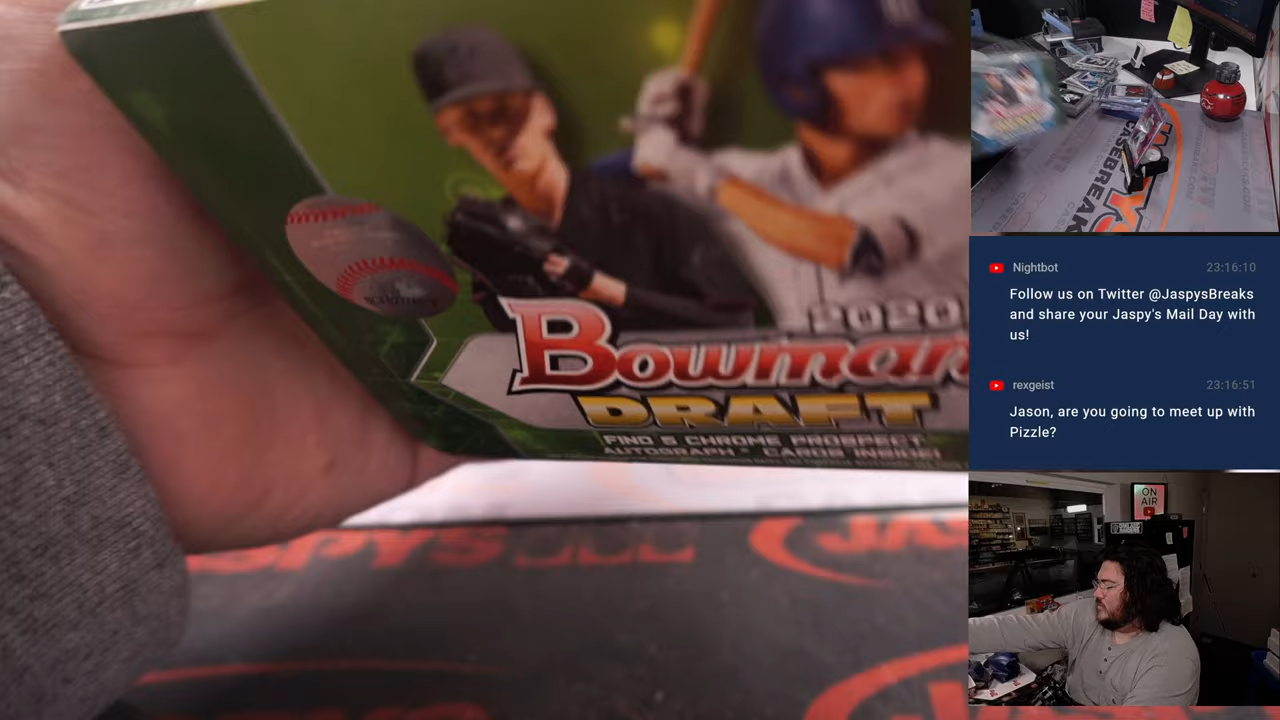 2020
Bowman
DRAFT
FIND 5 CHROME PROSPECT
AUTOGRAPH* CARDS INSIDE!
JASPYS
CASEBREAK
Nightbot
23:16:10
Follow us on Twitter @JaspysBreaks
and share your Jaspy's Mail Day with
us!
rexgeist
23:16:51
Jason, are you going to meet up with
Pizzle?
ON
AIR